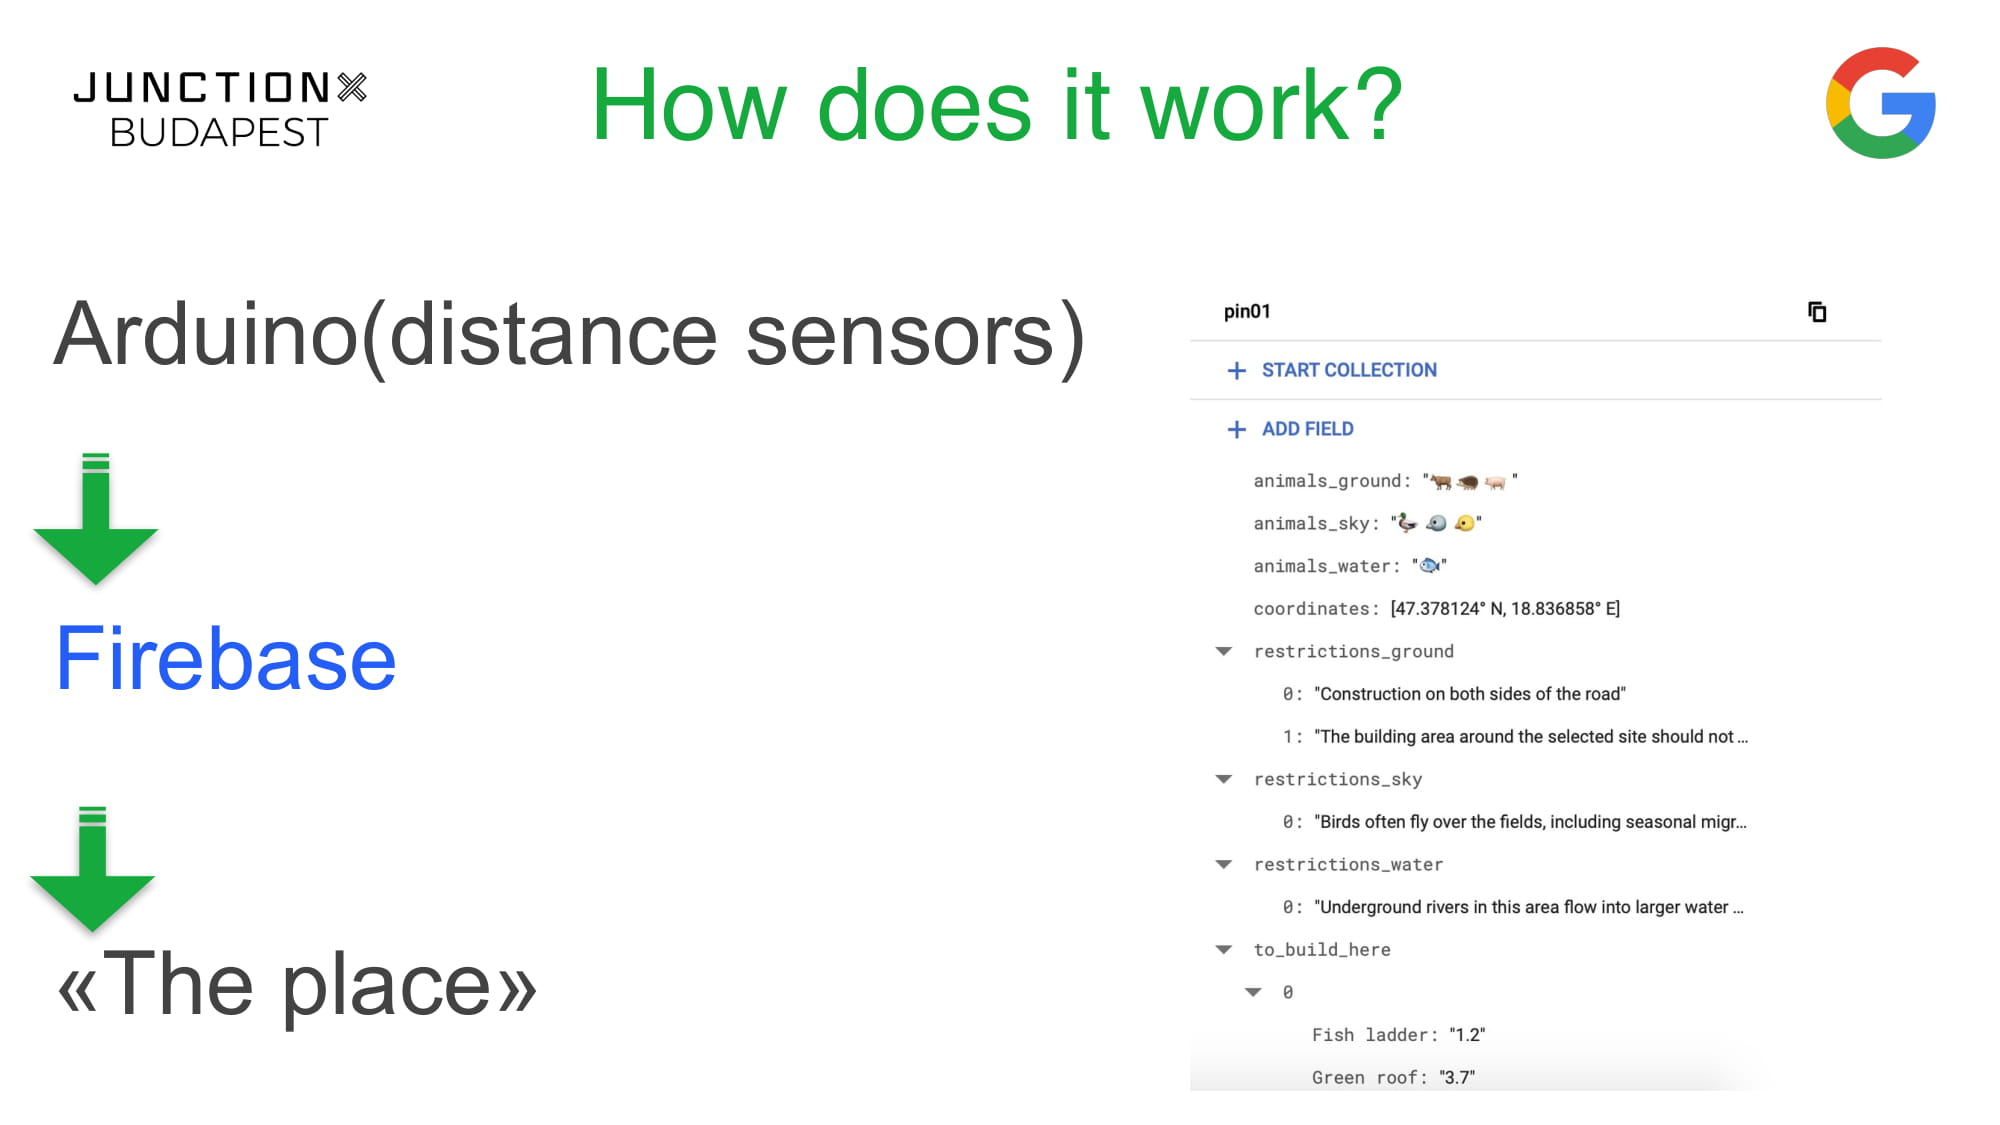 JUNCTIONX
BUDAPEST
How does it work?
Arduino(distance sensors)
Firebase
«The place»
pin01
+ START COLLECTION
+ ADD FIELD
animals_ground: "🐂 🦔 🐖 "
animals_sky: "🦆 🐦 🐤"
animals_water: "🐟"
coordinates: [47.378124° N, 18.836858° E]
restrictions_ground
0: "Construction on both sides of the road"
1: "The building area around the selected site should not ...
restrictions_sky
0: "Birds often fly over the fields, including seasonal migr...
restrictions_water
0: "Underground rivers in this area flow into larger water ...
to_build_here
0
Fish ladder: "1.2"
Green roof: "3.7"